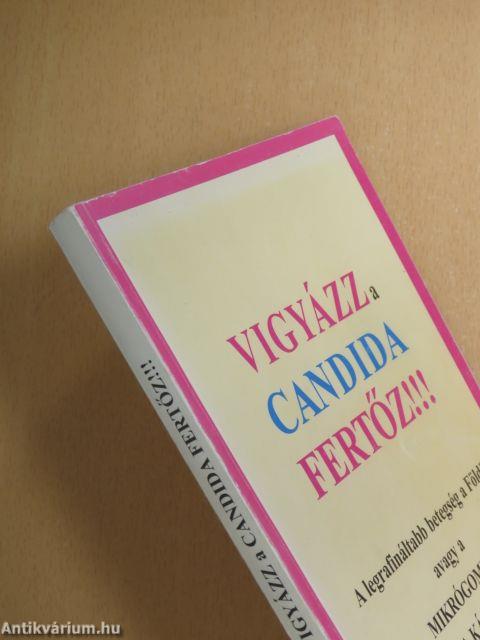 VIGYÁZZ a
CANDIDA
FERTŐZ!!!
A legrafináltabb betegség a Föld
avagy a
MIKRÓGOM
VIGYÁZZ a CANDIDA FERTŐZ!!!
Antikvárium.hu